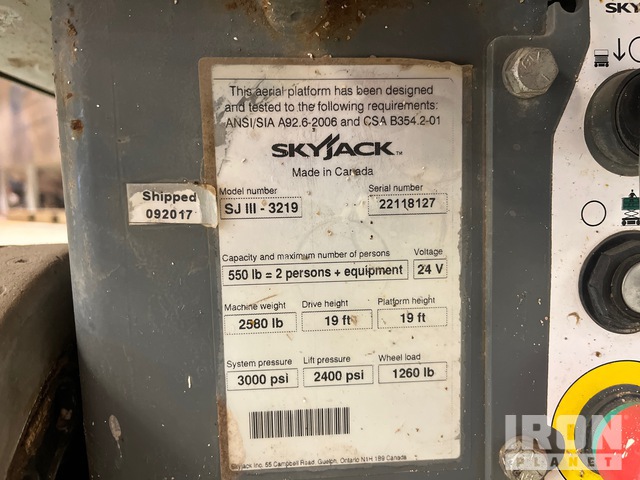 This aerial platform has been designed
and tested to the following requirements:
ANSI/SIA A92.6-2006 and CSA B354.2-01
SKYJACK™
Made in Canada
Model number Serial number
SJ III - 3219 22118127
Shipped
092017
Capacity and maximum number of persons Voltage
550 lb = 2 persons + equipment 24 V
Machine weight Drive height Platform height
2580 lb 19 ft 19 ft
System pressure Lift pressure Wheel load
3000 psi 2400 psi 1260 lb
Skyjack Inc. 55 Campbell Road. Guelph, Ontario N1H 1B9 Canada
SKY
IRON
PLANET